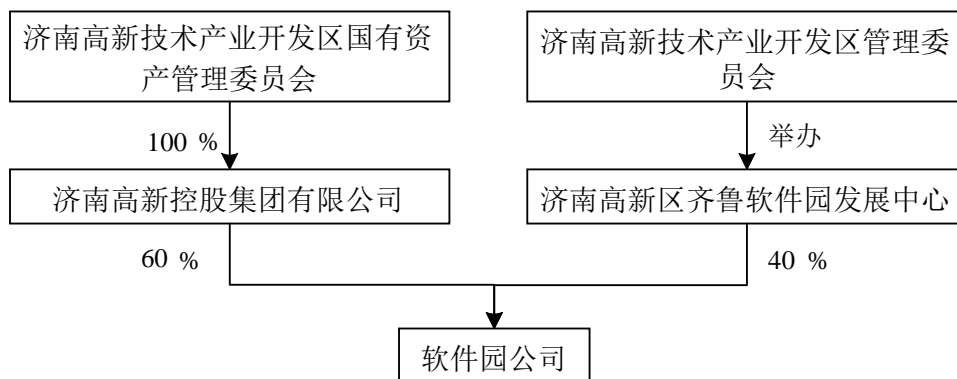 济南高新技术产业开发区国有资
产管理委员会
济南高新技术产业开发区管理委
员会
100 %
举办
济南高新控股集团有限公司
济南高新区齐鲁软件园发展中心
60 %
40 %
软件园公司